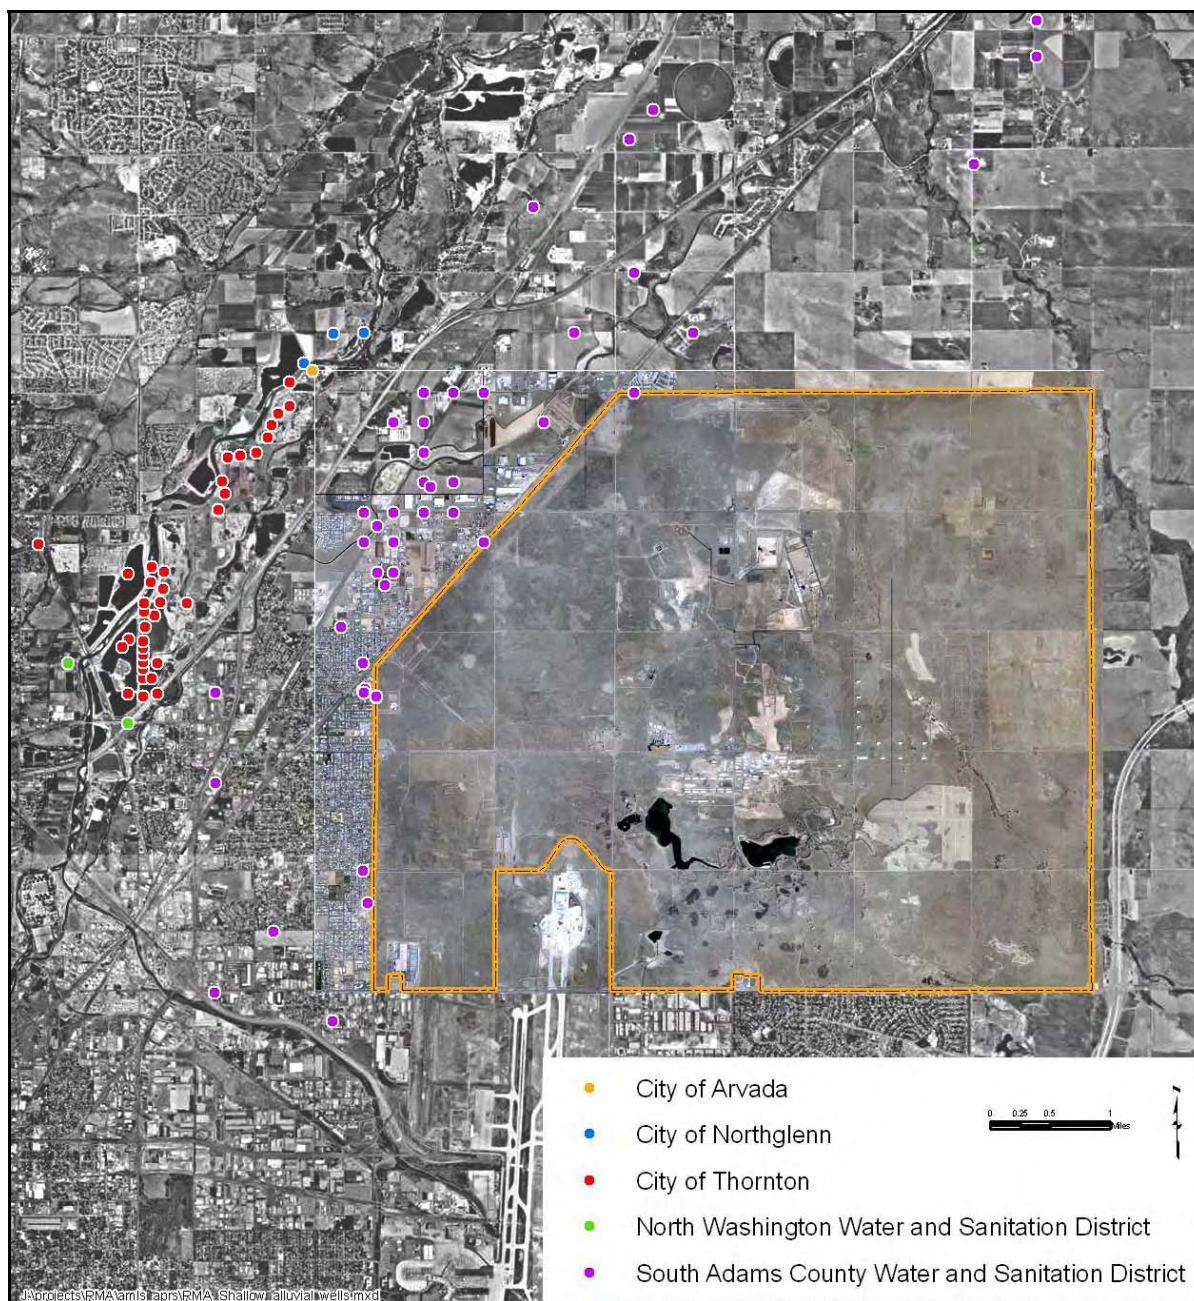 City of Arvada
City of Northglenn
City of Thornton
North Washington Water and Sanitation District
South Adams County Water and Sanitation District
0 0.25 0.5 1
Miles
J:\projects\RMA\amls_aprs\RMA_Shallow_alluvial_wells.mxd